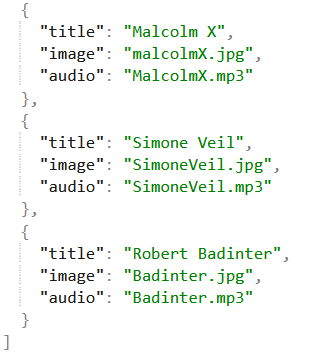 {
"title": "Malcolm X",
"image": "malcolmX.jpg",
"audio": "MalcolmX.mp3"
},
{
"title": "Simone Veil",
"image": "SimoneVeil.jpg",
"audio": "SimoneVeil.mp3"
},
{
"title": "Robert Badinter",
"image": "Badinter.jpg",
"audio": "Badinter.mp3"
}
]